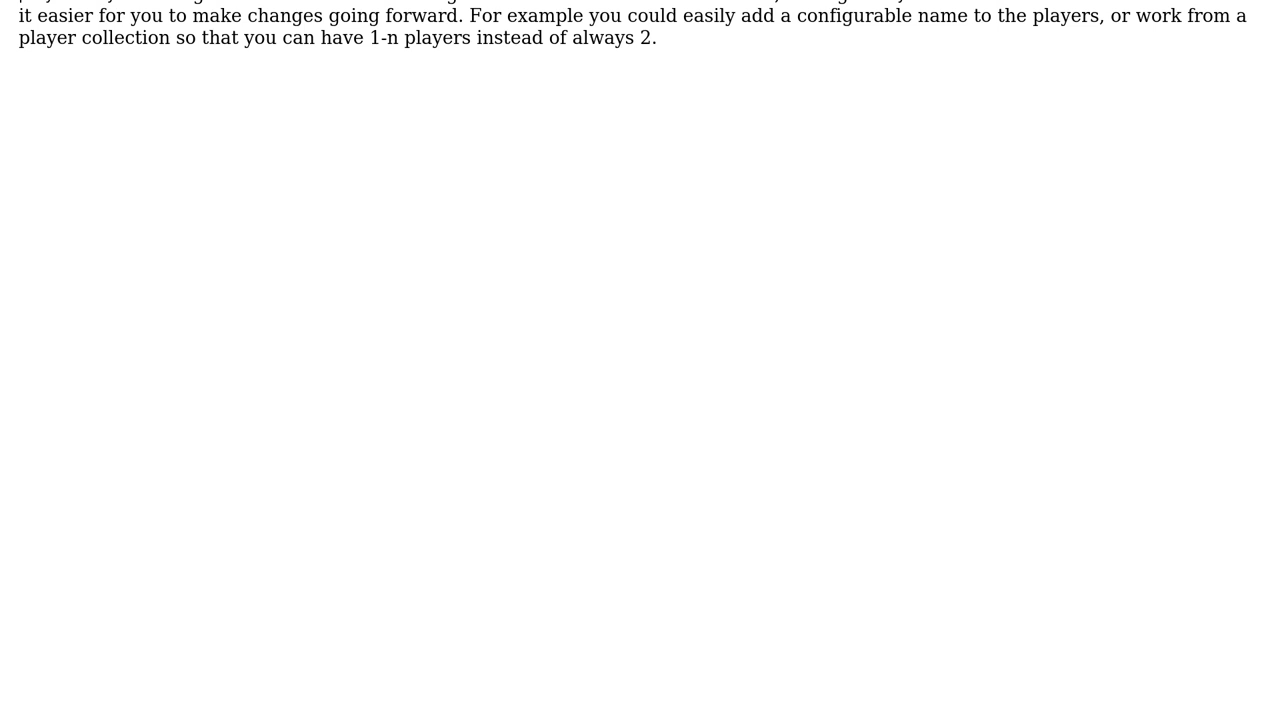 it easier for you to make changes going forward. For example you could easily add a configurable name to the players, or work from a
player collection so that you can have 1-n players instead of always 2.